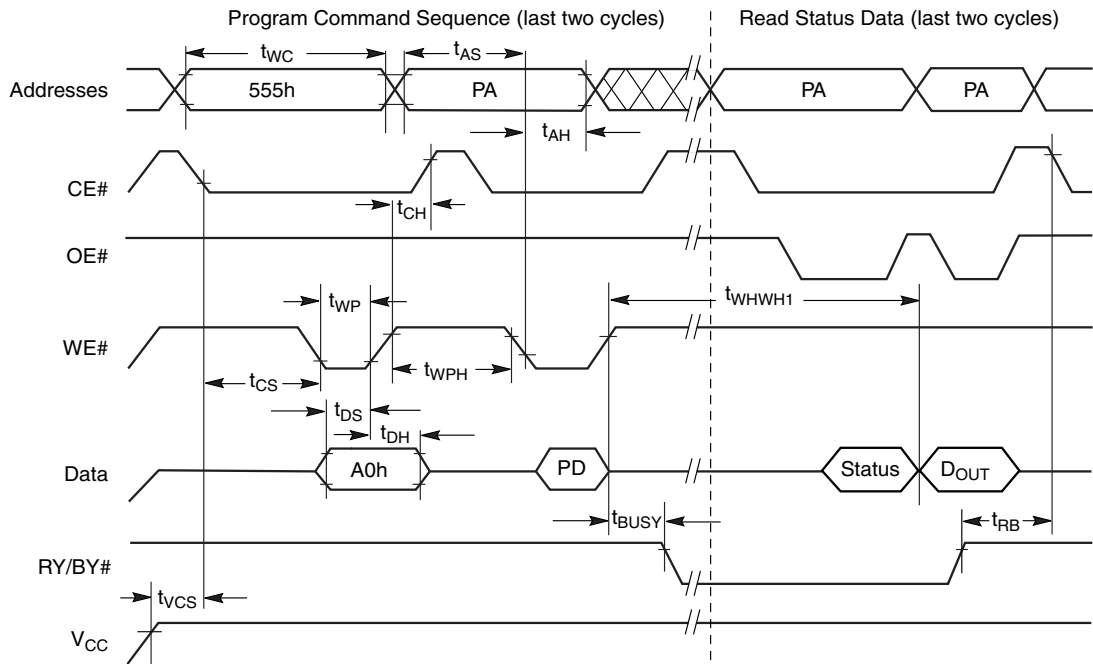 Program Command Sequence (last two cycles) Read Status Data (last two cycles)
tWC tAS
Addresses 555h PA PA PA
tAH
CE#
tCH
OE#
tWP tWHWH1
WE#
tWPH
tCS
tDS
tDH
Data A0h PD Status DOUT
tBUSY tRB
RY/BY#
tVCS
VCC